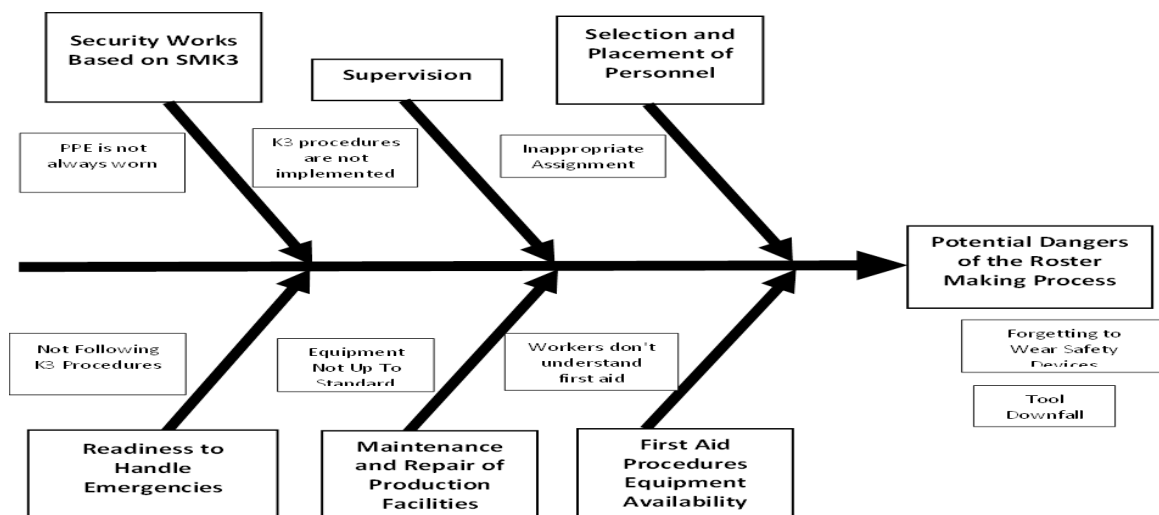 Security Works
Based on SMK3
Supervision
Selection and
Placement of
Personnel
PPE is not
always worn
K3 procedures
are not
implemented
Inappropriate
Assignment
Potential Dangers
of the Roster
Making Process
Not Following
K3 Procedures
Equipment
Not Up To
Standard
Workers don't
understand
first aid
Forgetting to
Wear Safety
Devices
Tool
Downfall
Readiness to
Handle
Emergencies
Maintenance
and Repair of
Production
Facilities
First Aid
Procedures
Equipment
Availability